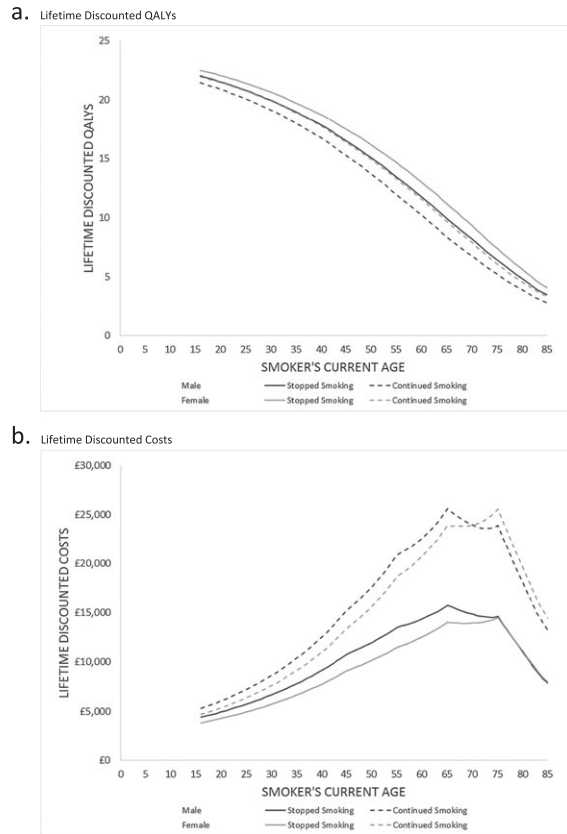 a. Lifetime Discounted QALYs
25
20
15
10
5
0
LIFETIME DISCOUNTED QALYS
0 5 10 15 20 25 30 35 40 45 50 55 60 65 70 75 80 85
SMOKER'S CURRENT AGE
Male Stopped Smoking Continued Smoking
Female Stopped Smoking Continued Smoking
b. Lifetime Discounted Costs
£30,000
£25,000
£20,000
£15,000
£10,000
£5,000
£0
LIFETIME DISCOUNTED COSTS
0 5 10 15 20 25 30 35 40 45 50 55 60 65 70 75 80 85
SMOKER'S CURRENT AGE
Male Stopped Smoking Continued Smoking
Female Stopped Smoking Continued Smoking